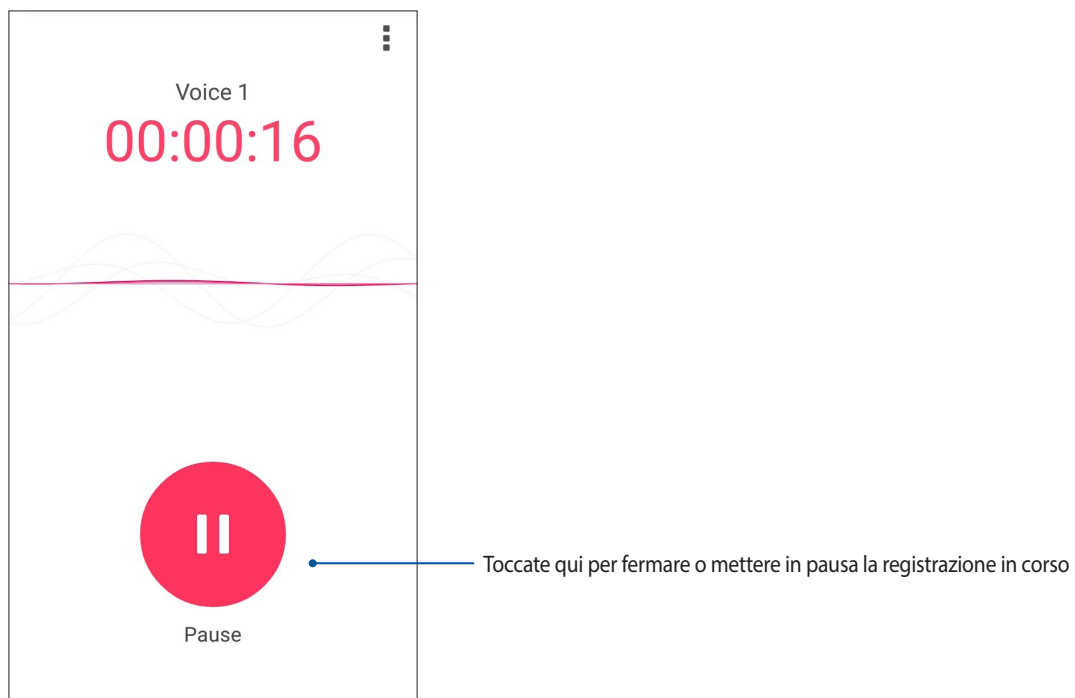 Voice 1
00:00:16
Toccate qui per fermare o mettere in pausa la registrazione in corso
Pause